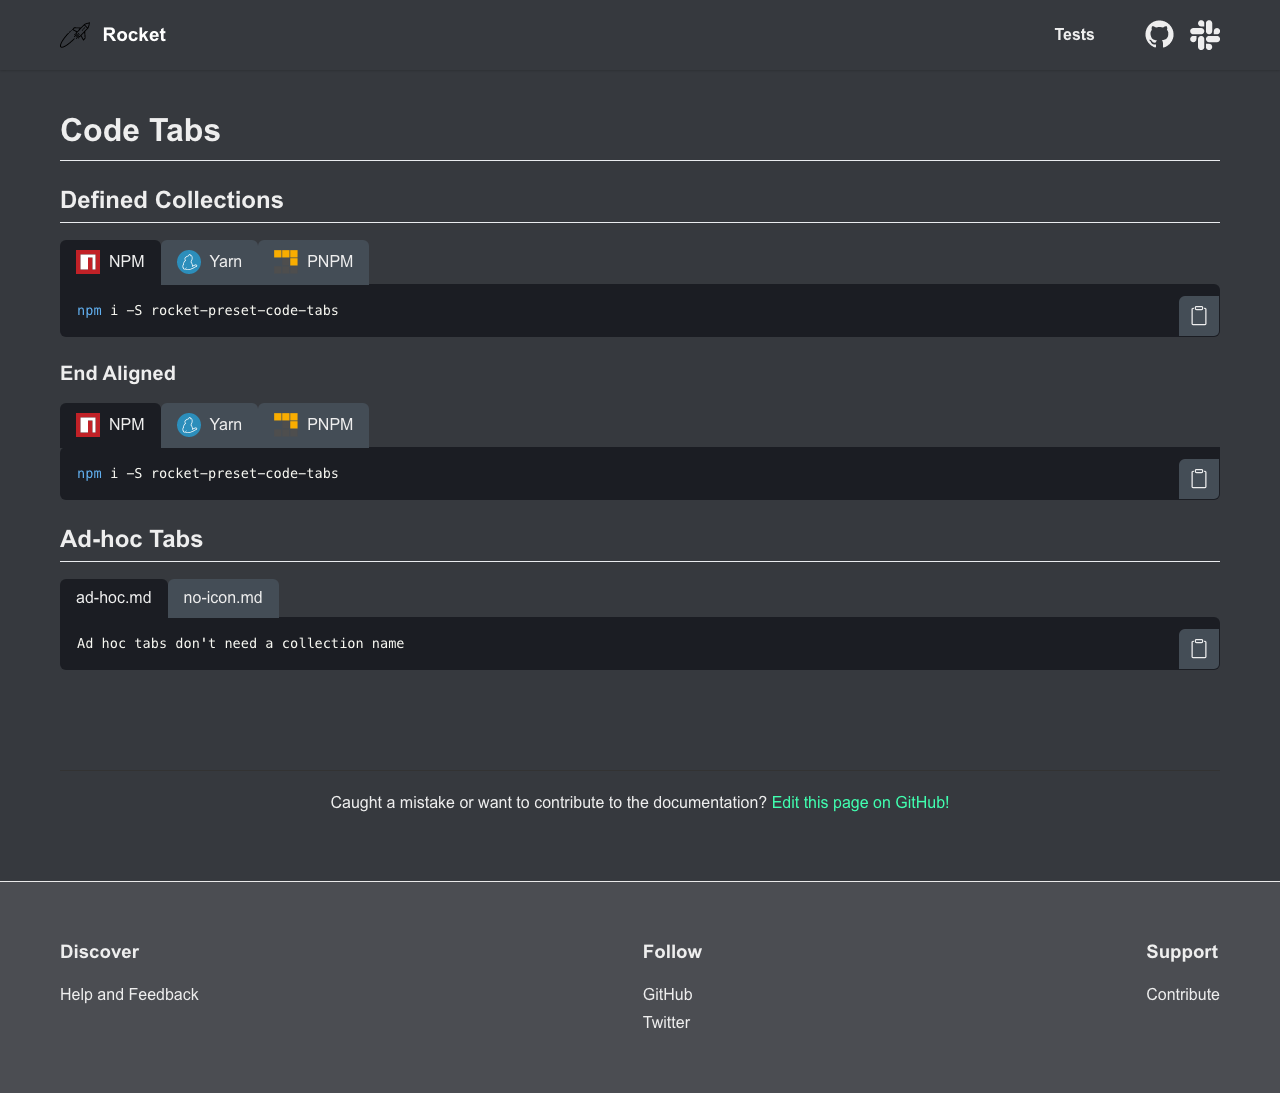 Rocket
Tests
Code Tabs
Defined Collections
NPM Yarn PNPM
npm i -S rocket-preset-code-tabs
End Aligned
NPM Yarn PNPM
npm i -S rocket-preset-code-tabs
Ad-hoc Tabs
ad-hoc.md no-icon.md
Ad hoc tabs don't need a collection name
Caught a mistake or want to contribute to the documentation? Edit this page on GitHub!
Discover
Help and Feedback
Follow
GitHub
Twitter
Support
Contribute